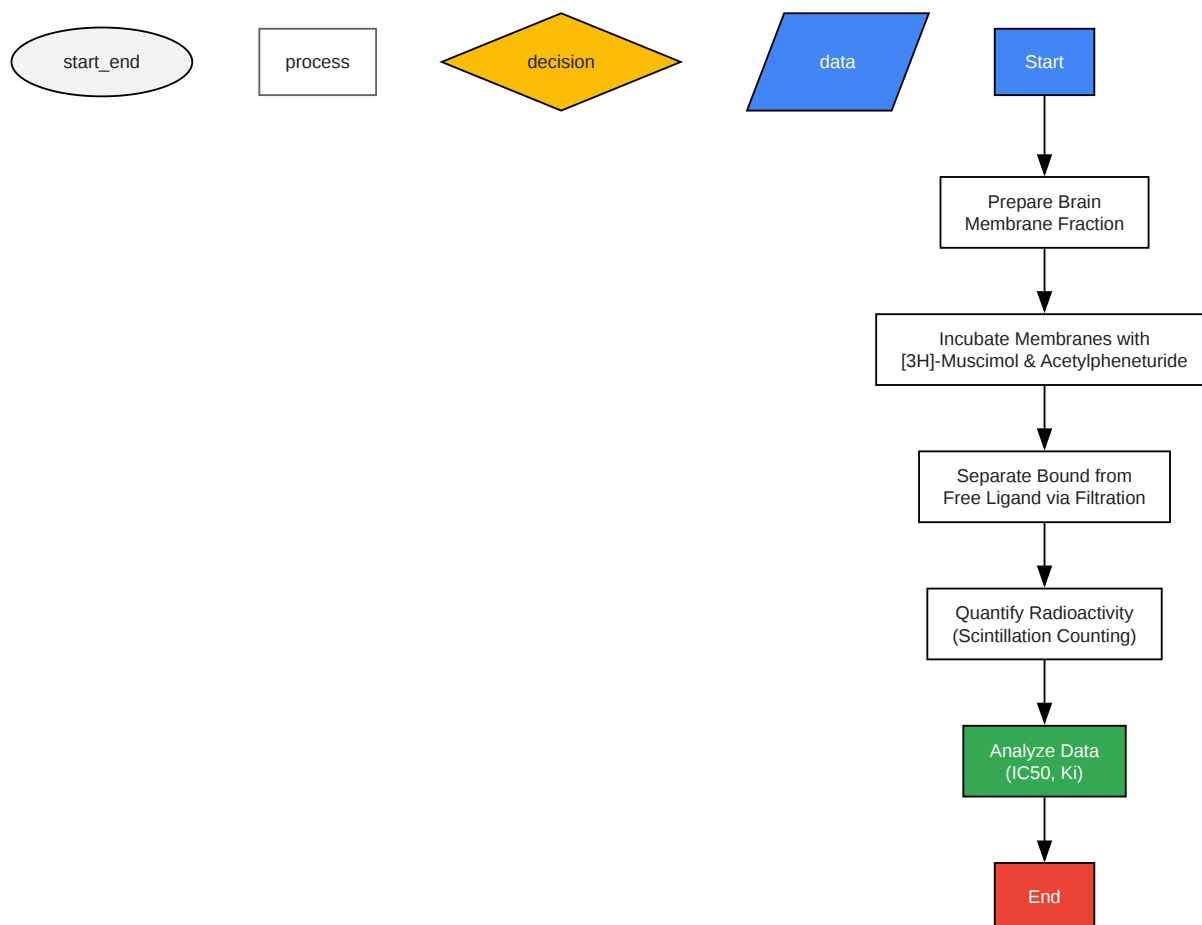 start_end
process
decision
data
Start
Prepare Brain
Membrane Fraction
Incubate Membranes with
[3H]-Muscimol & Acetylpheneturide
Separate Bound from
Free Ligand via Filtration
Quantify Radioactivity
(Scintillation Counting)
Analyze Data
(IC50, Ki)
End